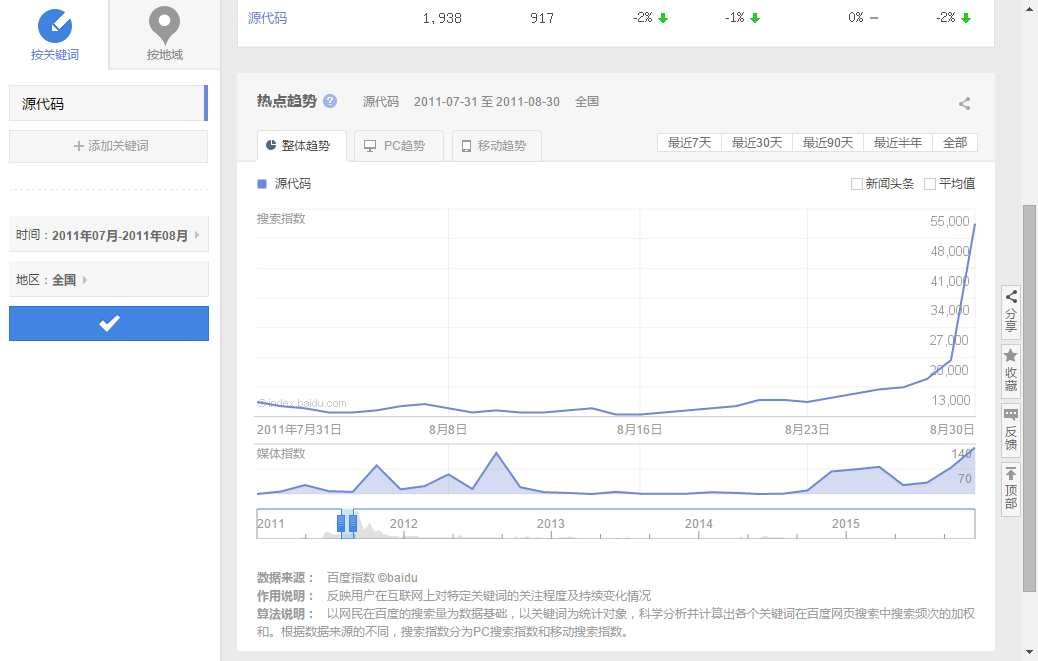 按关键词
按地域
源代码
+ 添加关键词
时间：2011年07月-2011年08月
地区：全国
源代码 1,938 917 -2% -1% 0% -2%
热点趋势 ? 源代码 2011-07-31 至 2011-08-30 全国
整体趋势 PC趋势 移动趋势 最近7天 最近30天 最近90天 最近半年 全部
源代码 新闻头条 平均值
搜索指数
55,000
48,000
41,000
34,000
27,000
20,000
13,000
©index.baidu.com
2011年7月31日 8月8日 8月16日 8月23日 8月30日
媒体指数
140
70
2011 2012 2013 2014 2015
数据来源： 百度指数 ©baidu
作用说明： 反映用户在互联网上对特定关键词的关注程度及持续变化情况
算法说明： 以网民在百度的搜索量为数据基础，以关键词为统计对象，科学分析并计算出各个关键词在百度网页搜索中搜索频次的加权
和。根据数据来源的不同，搜索指数分为PC搜索指数和移动搜索指数。
分享
收藏
反馈
顶部